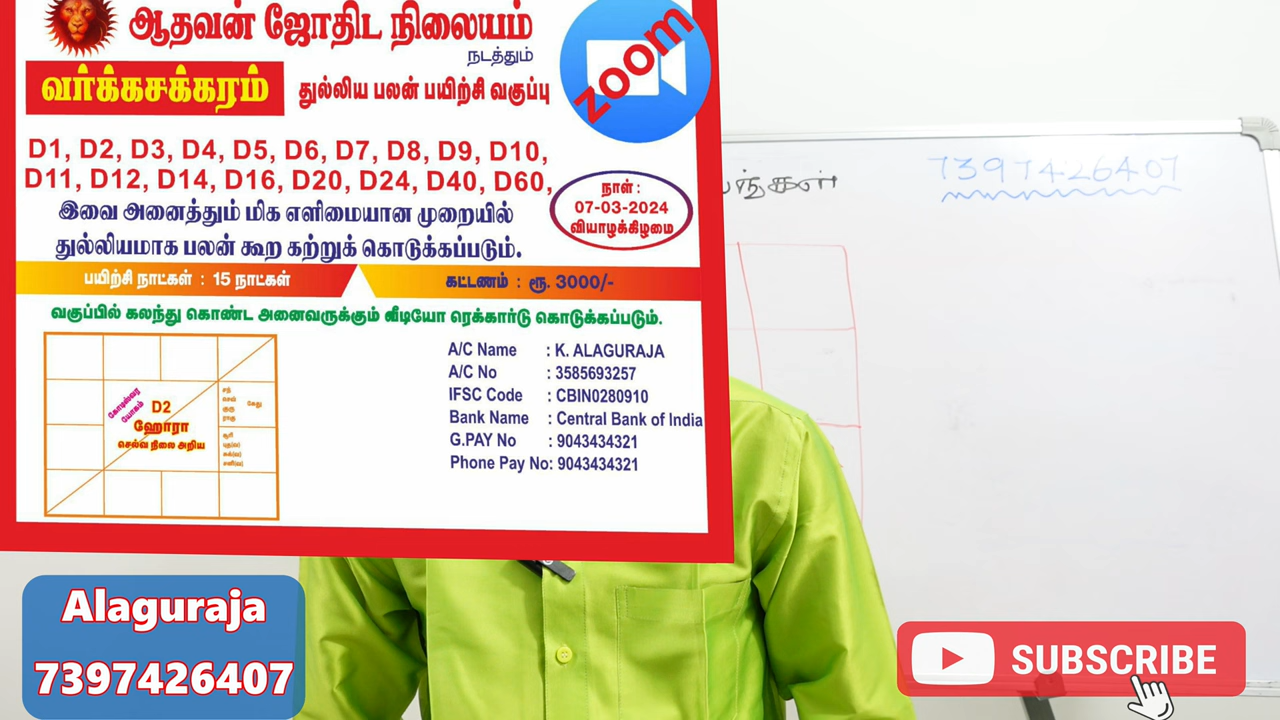 ஆதவன் ஜோதிட நிலையம்
நடத்தும்
வர்க்கசக்கரம்
துல்லிய பலன் பயிற்சி வகுப்பு
zoom
D1, D2, D3, D4, D5, D6, D7, D8, D9, D10,
D11, D12, D14, D16, D20, D24, D40, D60,
இவை அனைத்தும் மிக எளிமையான முறையில்
துல்லியமாக பலன் கூற கற்றுக் கொடுக்கப்படும்.
நாள் :
07-03-2024
வியாழக்கிழமை
பயிற்சி நாட்கள் : 15 நாட்கள்
கட்டணம் : ரூ. 3000/-
வகுப்பில் கலந்து கொண்ட அனைவருக்கும் வீடியோ ரெக்கார்டு கொடுக்கப்படும்.
கோடீஸ்வர
யோகம்
D2
ஹோரா
செல்வ நிலை அறிய
சந்
செவ்
குரு
ராகு
கேது
சூரி
புத(வ)
சுக்(வ)
சனி(வ)
A/C Name : K. ALAGURAJA
A/C No : 3585693257
IFSC Code : CBIN0280910
Bank Name : Central Bank of India
G.PAY No : 9043434321
Phone Pay No: 9043434321
7397426407
Alaguraja
7397426407
SUBSCRIBE